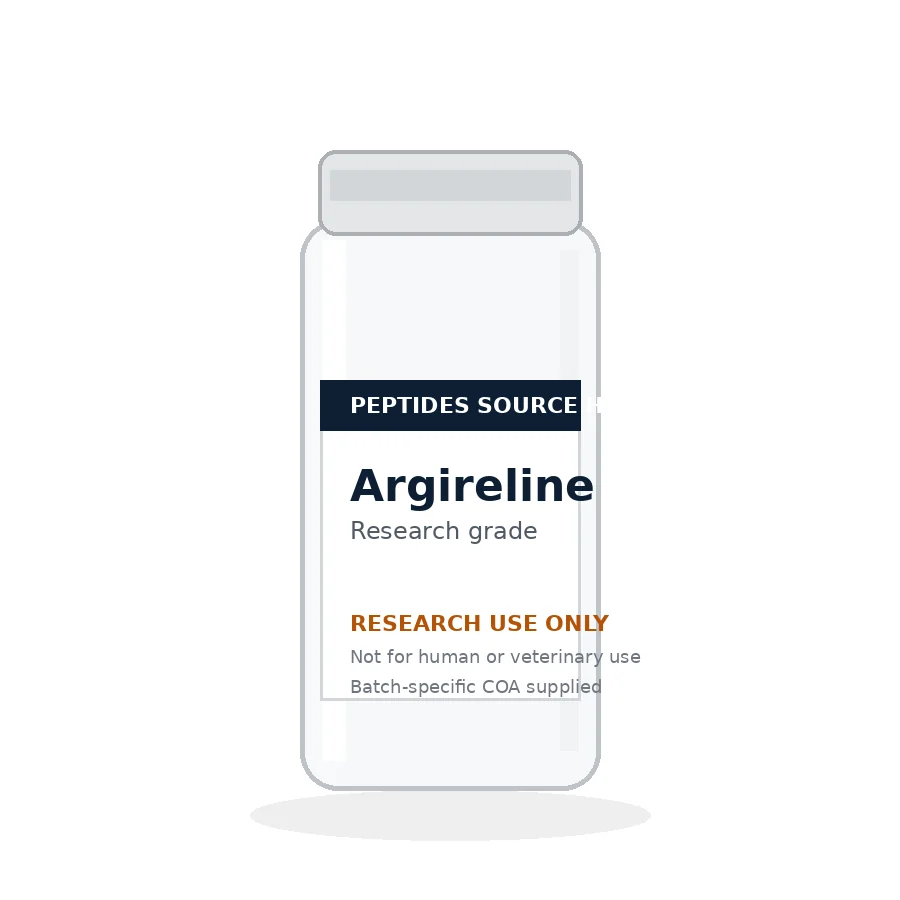 PEPTIDES SOURCE H
Argireline
Research grade
RESEARCH USE ONLY
Not for human or veterinary use
Batch-specific COA supplied